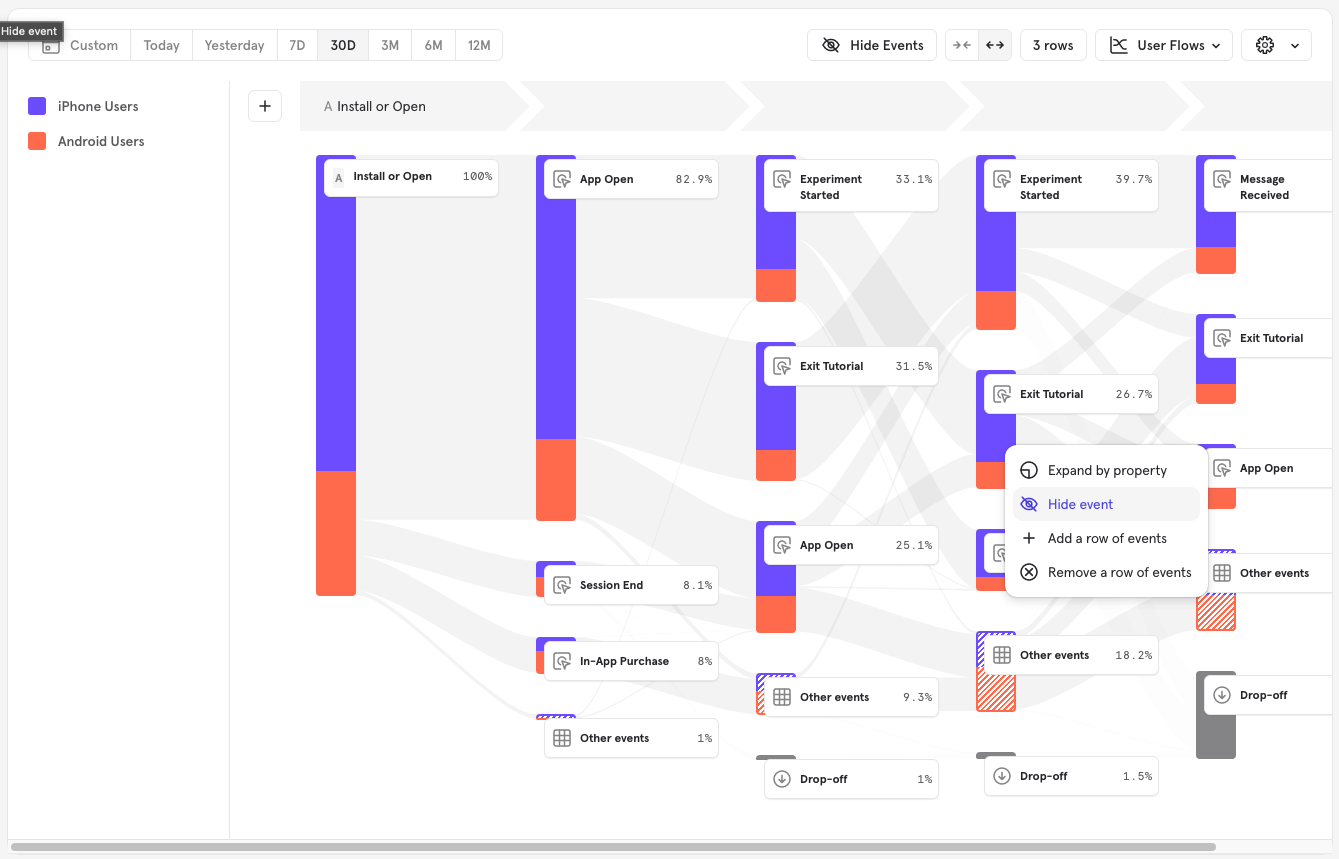 Hide event
Custom
Today
Yesterday
7D
30D
3M
6M
12M
Hide Events
3 rows
User Flows
iPhone Users
Android Users
A Install or Open
A Install or Open 100%
App Open 82.9%
Session End 8.1%
In-App Purchase 8%
Other events 1%
Experiment Started 33.1%
Exit Tutorial 31.5%
App Open 25.1%
Other events 9.3%
Drop-off 1%
Experiment Started 39.7%
Exit Tutorial 26.7%
Expand by property
Hide event
Add a row of events
Remove a row of events
Other events 18.2%
Drop-off 1.5%
Message Received
Exit Tutorial
App Open
Other events
Drop-off